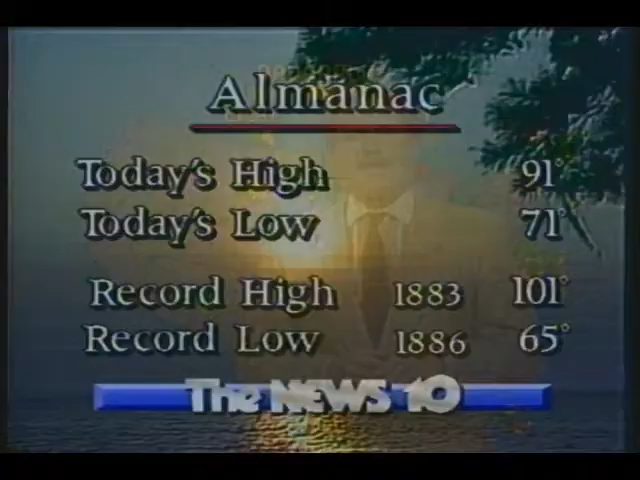 Almanac
Today's High 91°
Today's Low 71°
Record High 1883 101°
Record Low 1886 65°
The NEWS 10